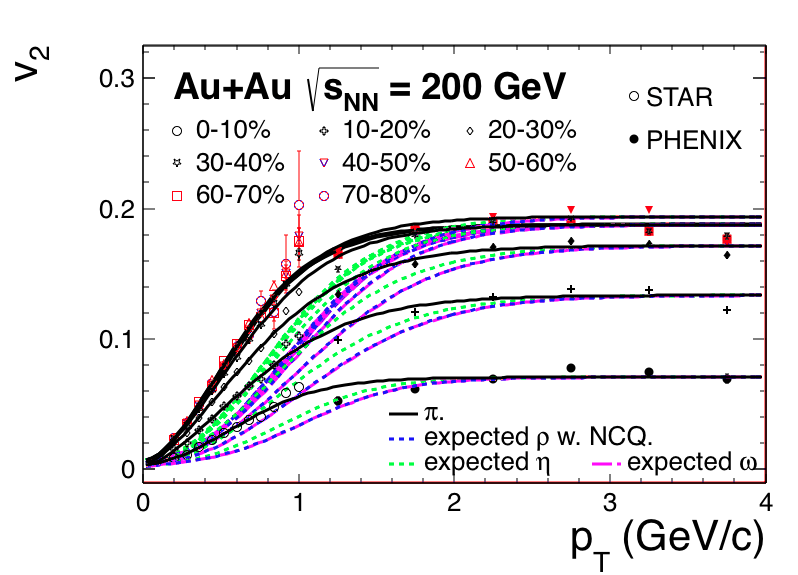 v2
0.3
0.2
0.1
0
Au+Au √sNN = 200 GeV
0-10% 10-20% 20-30%
30-40% 40-50% 50-60%
60-70% 70-80%
STAR
PHENIX
π.
expected ρ w. NCQ.
expected η expected ω
0 1 2 3 4
pT (GeV/c)